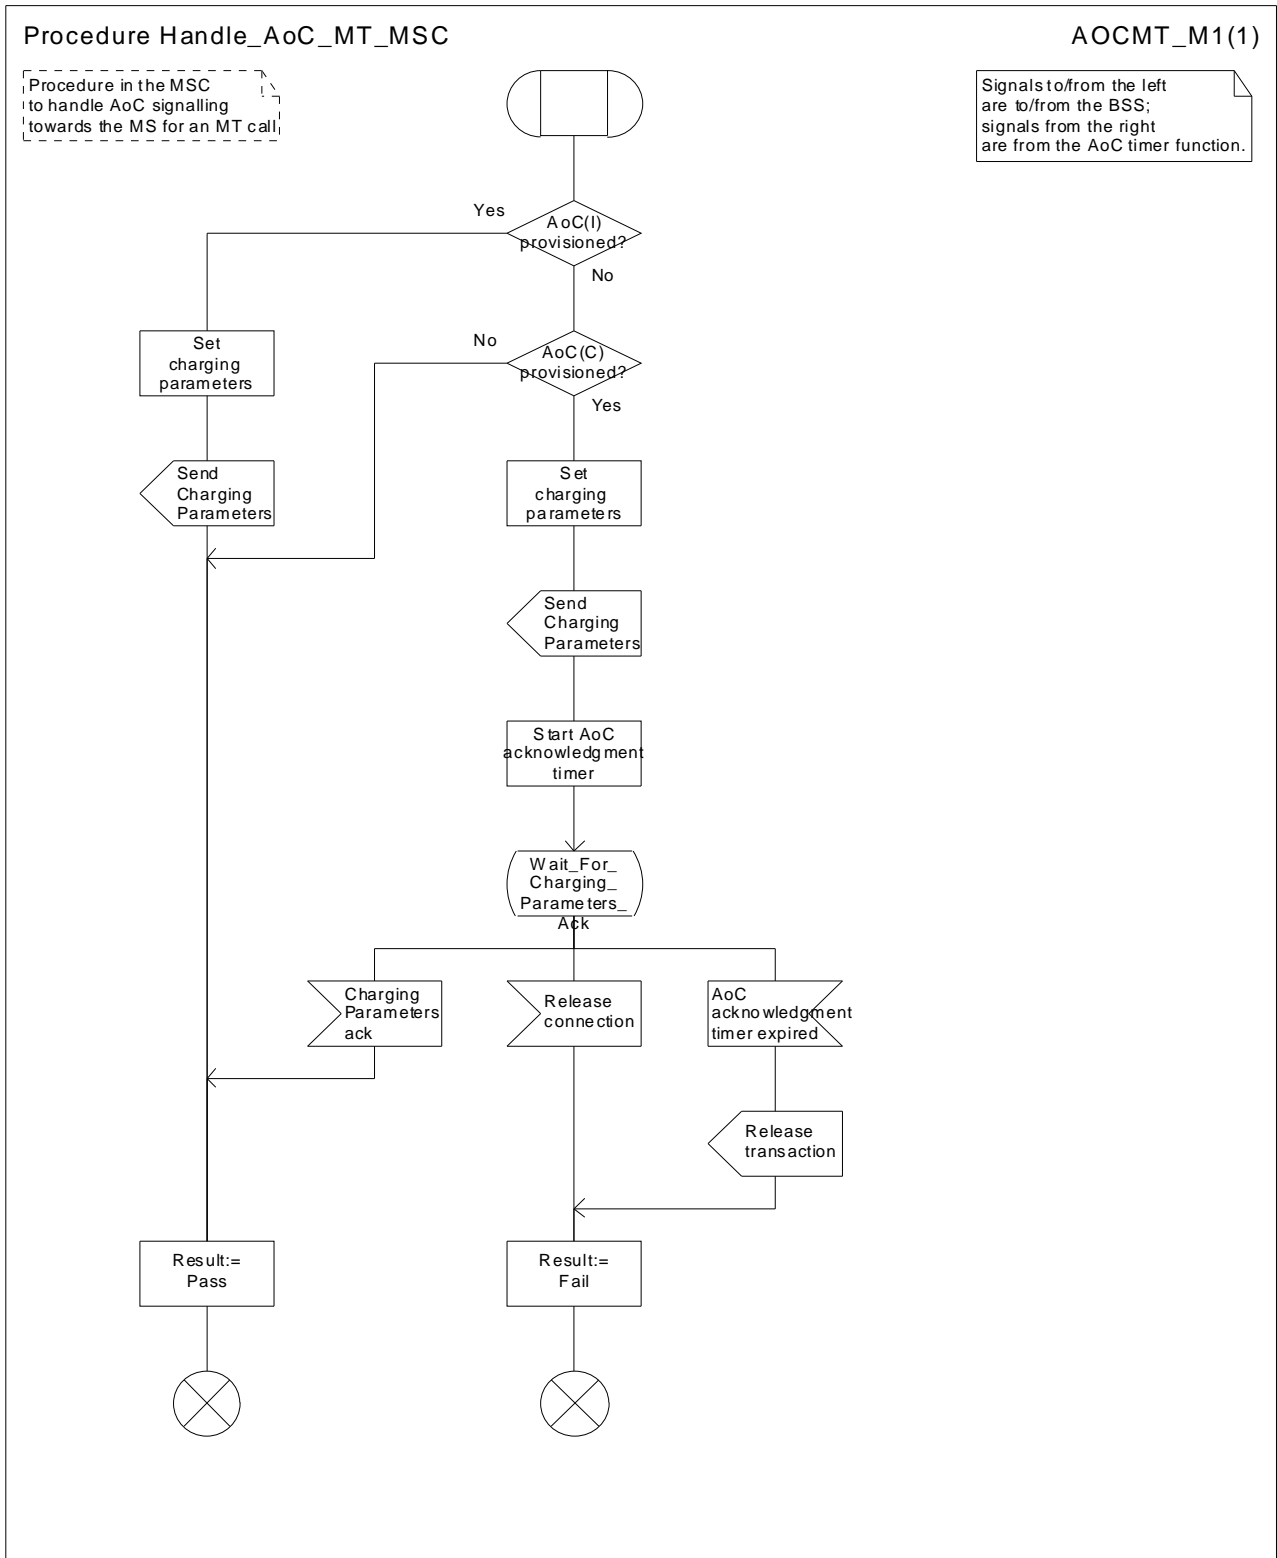 Procedure Handle_AoC_MT_MSC
AOCMT_M1(1)
Procedure in the MSC
to handle AoC signalling
towards the MS for an MT call
Signals to/from the left
are to/from the BSS;
signals from the right
are from the AoC timer function.
Yes
AoC(I)
provisioned?
No
Set
charging
parameters
No
AoC(C)
provisioned?
Yes
Send
Charging
Parameters
Set
charging
parameters
Send
Charging
Parameters
Start AoC
acknowledgment
timer
Wait_For_
Charging_
Parameters_
Ack
Charging
Parameters
ack
Release
connection
AoC
acknowledgment
timer expired
Release
transaction
Result:=
Pass
Result:=
Fail